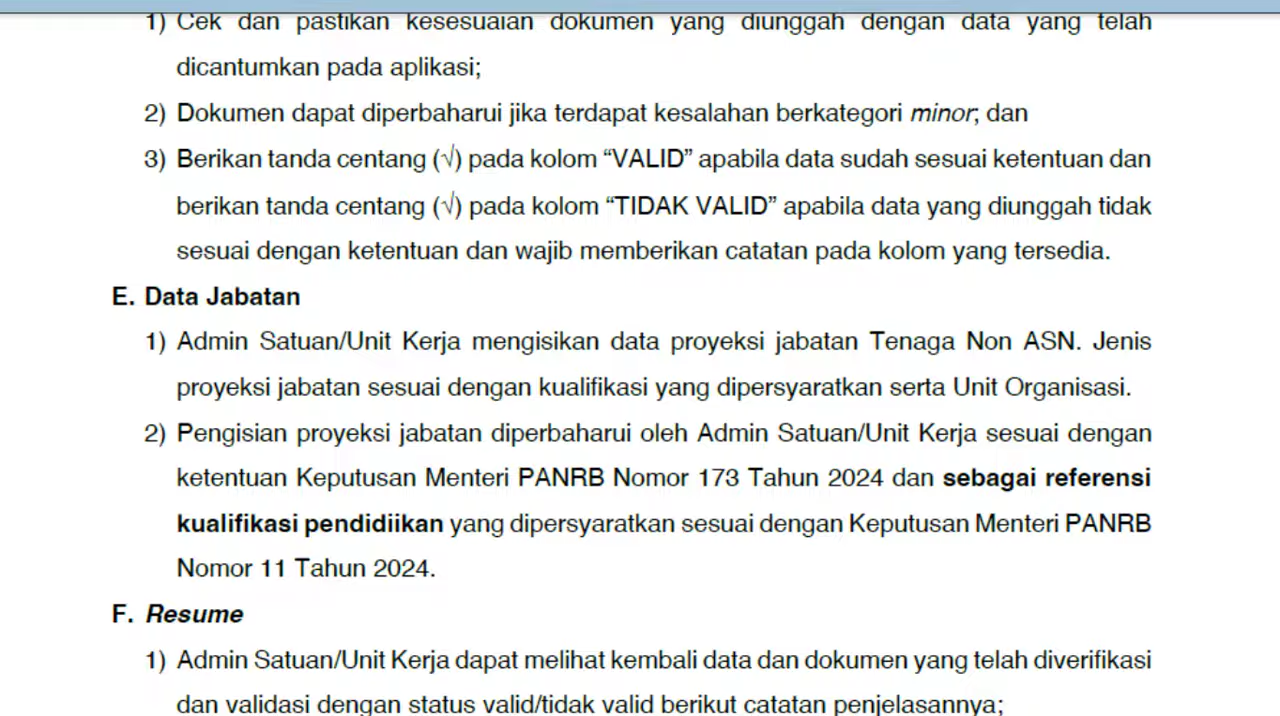 1) Cek dan pastikan kesesuaian dokumen yang diunggah dengan data yang telah
dicantumkan pada aplikasi;
2) Dokumen dapat diperbaharui jika terdapat kesalahan berkategori minor; dan
3) Berikan tanda centang (√) pada kolom “VALID” apabila data sudah sesuai ketentuan dan
berikan tanda centang (√) pada kolom “TIDAK VALID” apabila data yang diunggah tidak
sesuai dengan ketentuan dan wajib memberikan catatan pada kolom yang tersedia.
E. Data Jabatan
1) Admin Satuan/Unit Kerja mengisikan data proyeksi jabatan Tenaga Non ASN. Jenis
proyeksi jabatan sesuai dengan kualifikasi yang dipersyaratkan serta Unit Organisasi.
2) Pengisian proyeksi jabatan diperbaharui oleh Admin Satuan/Unit Kerja sesuai dengan
ketentuan Keputusan Menteri PANRB Nomor 173 Tahun 2024 dan sebagai referensi
kualifikasi pendidiikan yang dipersyaratkan sesuai dengan Keputusan Menteri PANRB
Nomor 11 Tahun 2024.
F. Resume
1) Admin Satuan/Unit Kerja dapat melihat kembali data dan dokumen yang telah diverifikasi
dan validasi dengan status valid/tidak valid berikut catatan penjelasannya;